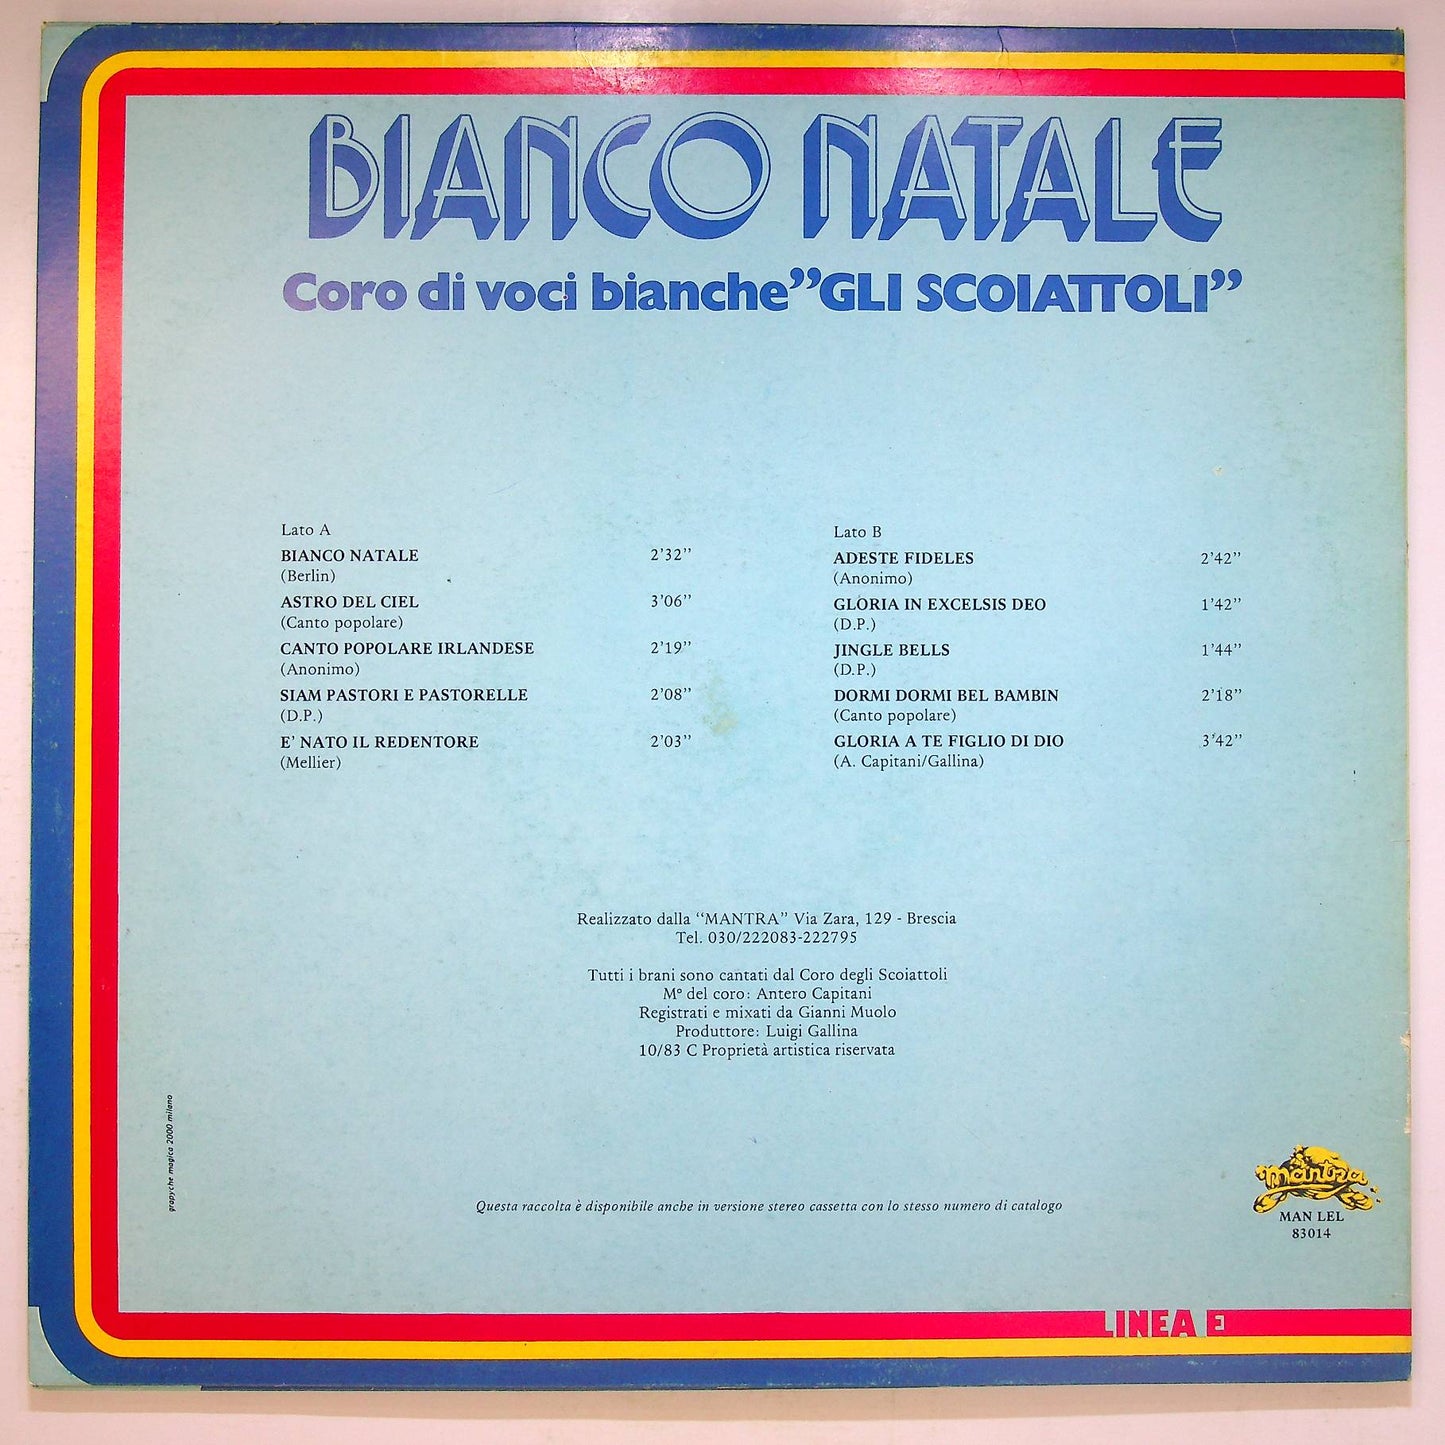 BIANCO NATALE
Coro di voci bianche”GLI SCOIATTOLI”
Lato A
BIANCO NATALE 2’32’’
(Berlin)
ASTRO DEL CIEL 3’06’’
(Canto popolare)
CANTO POPOLARE IRLANDESE 2’19’’
(Anonimo)
SIAM PASTORI E PASTORELLE 2’08’’
(D.P.)
E’ NATO IL REDENTORE 2’03’’
(Mellier)
Lato B
ADESTE FIDELES 2’42’’
(Anonimo)
GLORIA IN EXCELSIS DEO 1’42’’
(D.P.)
JINGLE BELLS 1’44’’
(D.P.)
DORMI DORMI BEL BAMBIN 2’18’’
(Canto popolare)
GLORIA A TE FIGLIO DI DIO 3’42’’
(A. Capitani/Gallina)
Realizzato dalla “MANTRA” Via Zara, 129 - Brescia
Tel. 030/222083-222795
Tutti i brani sono cantati dal Coro degli Scoiattoli
M° del coro: Antero Capitani
Registrati e mixati da Gianni Muolo
Produttore: Luigi Gallina
10/83 C Proprietà artistica riservata
grapyche magica 2000 milano
Questa raccolta è disponibile anche in versione stereo cassetta con lo stesso numero di catalogo
mantra
MAN LEL
83014
LINEA E